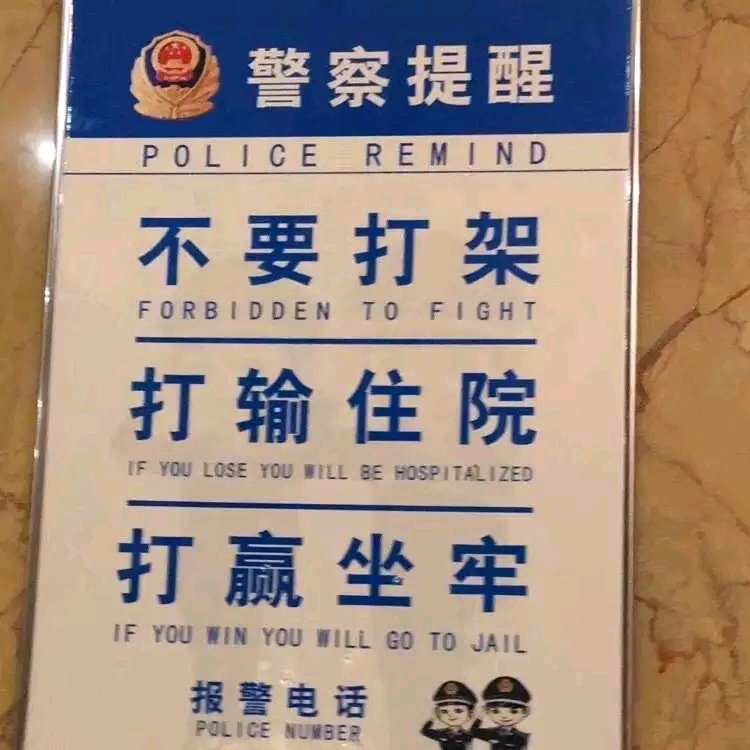 警察提醒
POLICE REMIND
不要打架
FORBIDDEN TO FIGHT
打输住院
IF YOU LOSE YOU WILL BE HOSPITALIZED
打赢坐牢
IF YOU WIN YOU WILL GO TO JAIL
报警电话
POLICE NUMBER